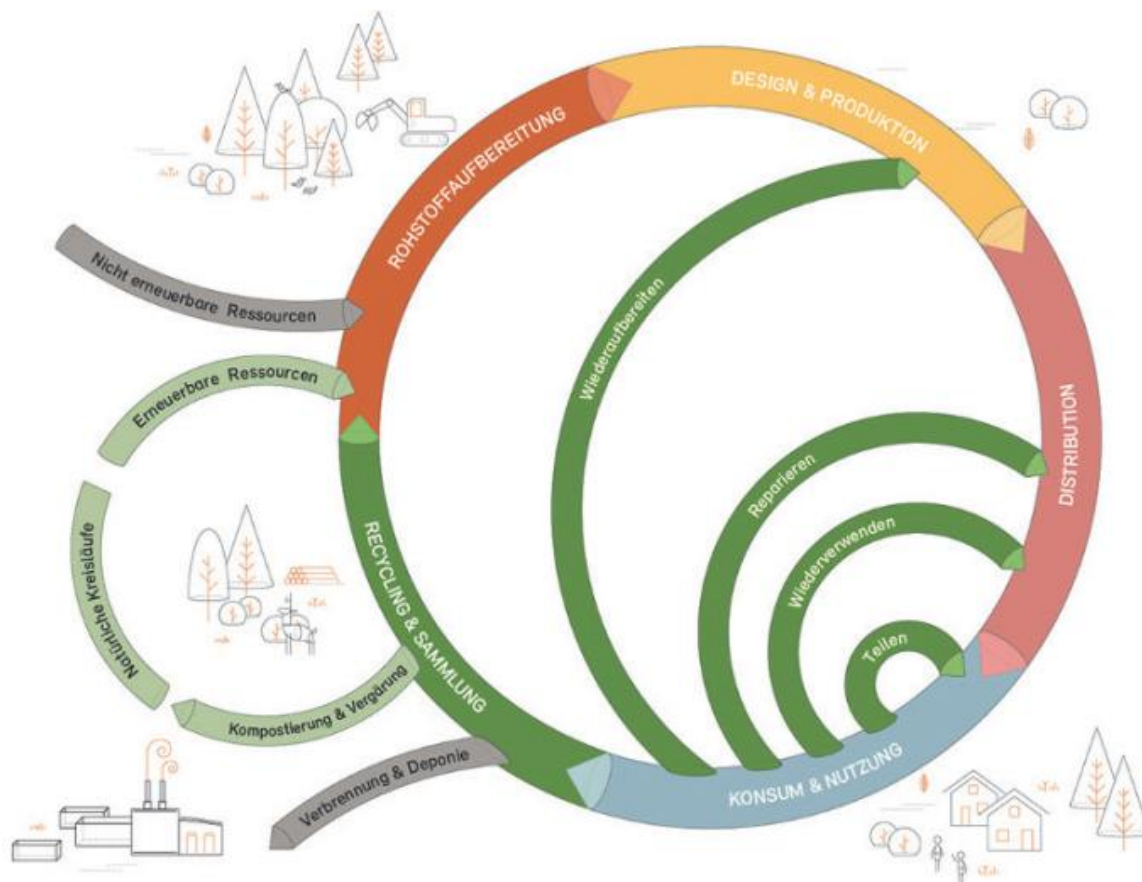 DESIGN & PRODUKTION
ROHSTOFFAUFBEREITUNG
Nicht erneuerbare Ressourcen
Wiederaufbereiten
Erneuerbare Ressourcen
DISTRIBUTION
Reparieren
Wiederverwenden
Natürliche Kreisläufe
RECYCLING & SAMMLUNG
Teilen
Kompostierung & Vergärung
Verbrennung & Deponie
KONSUM & NUTZUNG